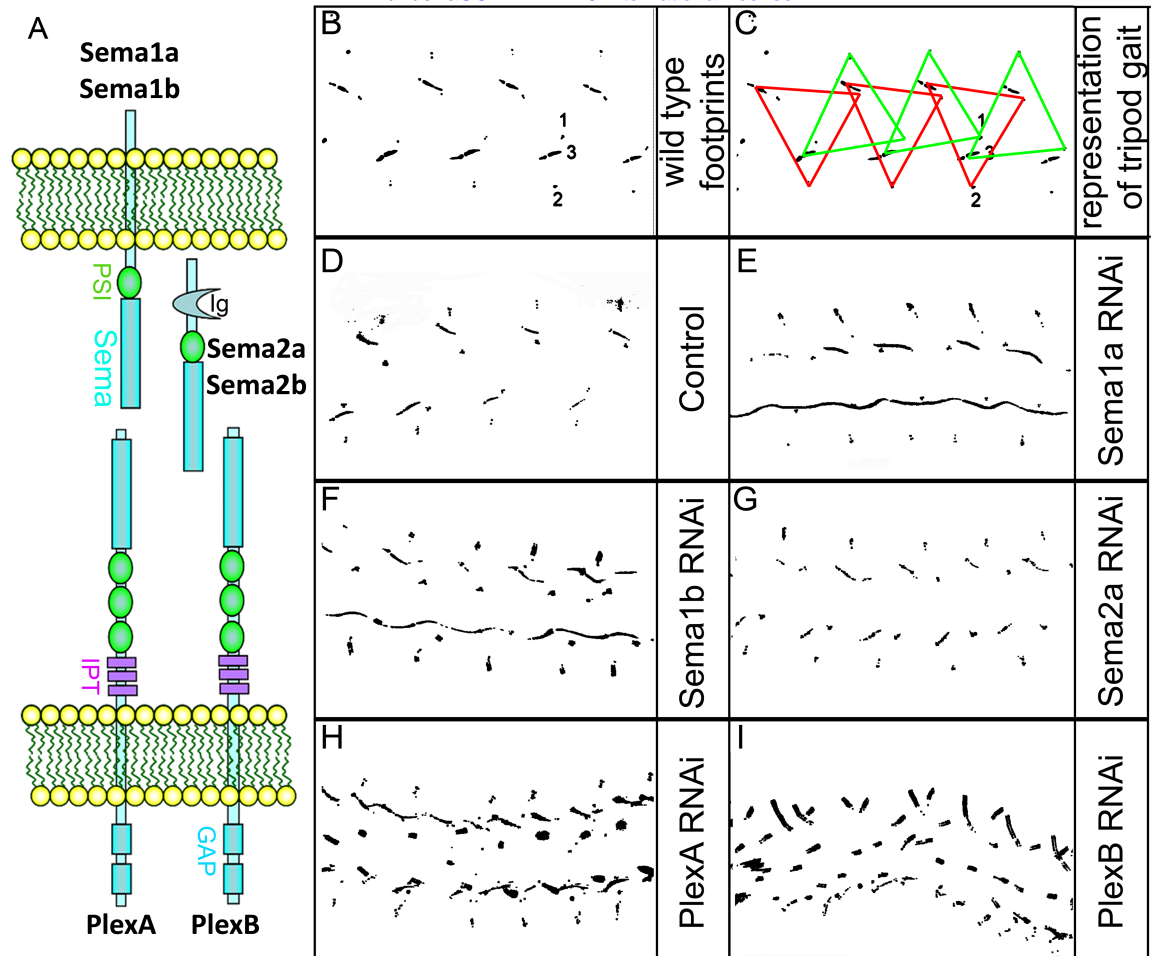 A
Sema1a
Sema1b
PSI
Sema
Ig
Sema2a
Sema2b
IPT
GAP
PlexA
PlexB
B
1
3
2
wild type
footprints
C
1
3
2
representation
of tripod gait
D
Control
E
Sema1a RNAi
F
Sema1b RNAi
G
Sema2a RNAi
H
PlexA RNAi
I
PlexB RNAi